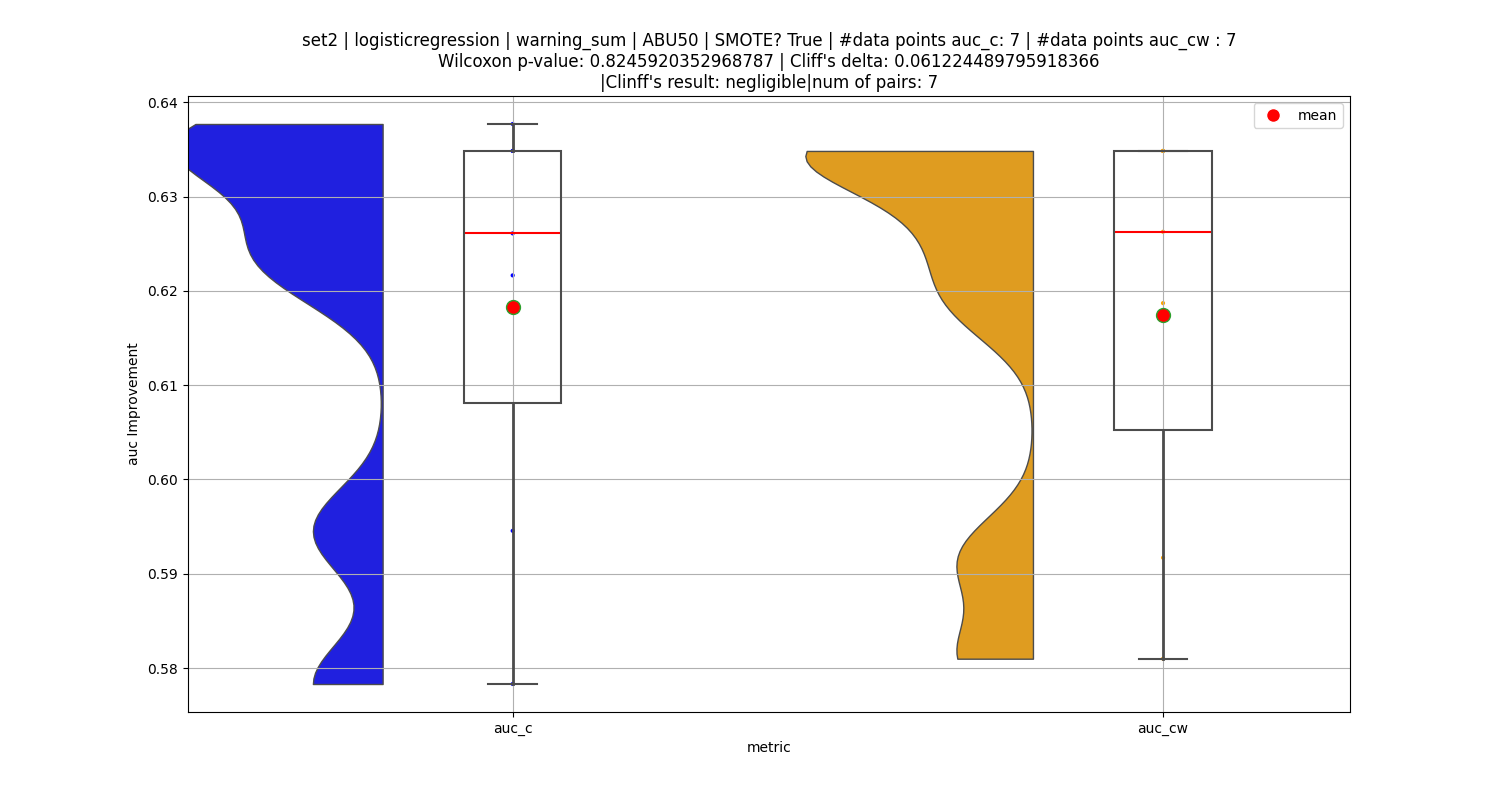 set2 | logisticregression | warning_sum | ABU50 | SMOTE? True | #data points auc_c: 7 | #data points auc_cw : 7
Wilcoxon p-value: 0.8245920352968787 | Cliff's delta: 0.061224489795918366
|Clinff's result: negligible|num of pairs: 7
mean
0.64
0.63
0.62
0.61
0.60
0.59
0.58
auc Improvement
auc_c
auc_cw
metric